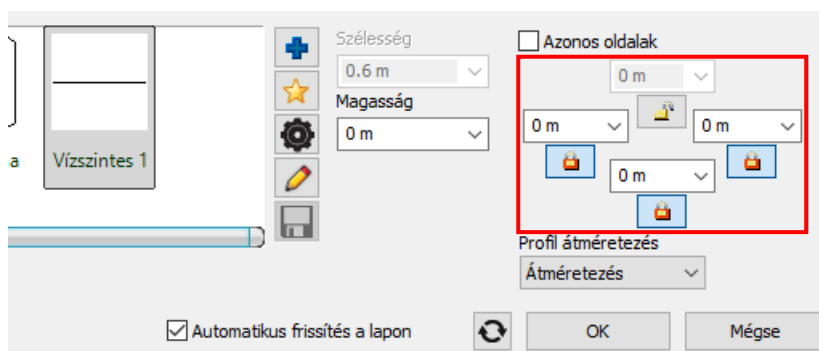 Szélesség
0.6 m
Magasság
0 m
Azonos oldalak
0 m
0 m
0 m
0 m
a
Vízszintes 1
Profil átméretezés
Átméretezés
Automatikus frissítés a lapon
OK
Mégse